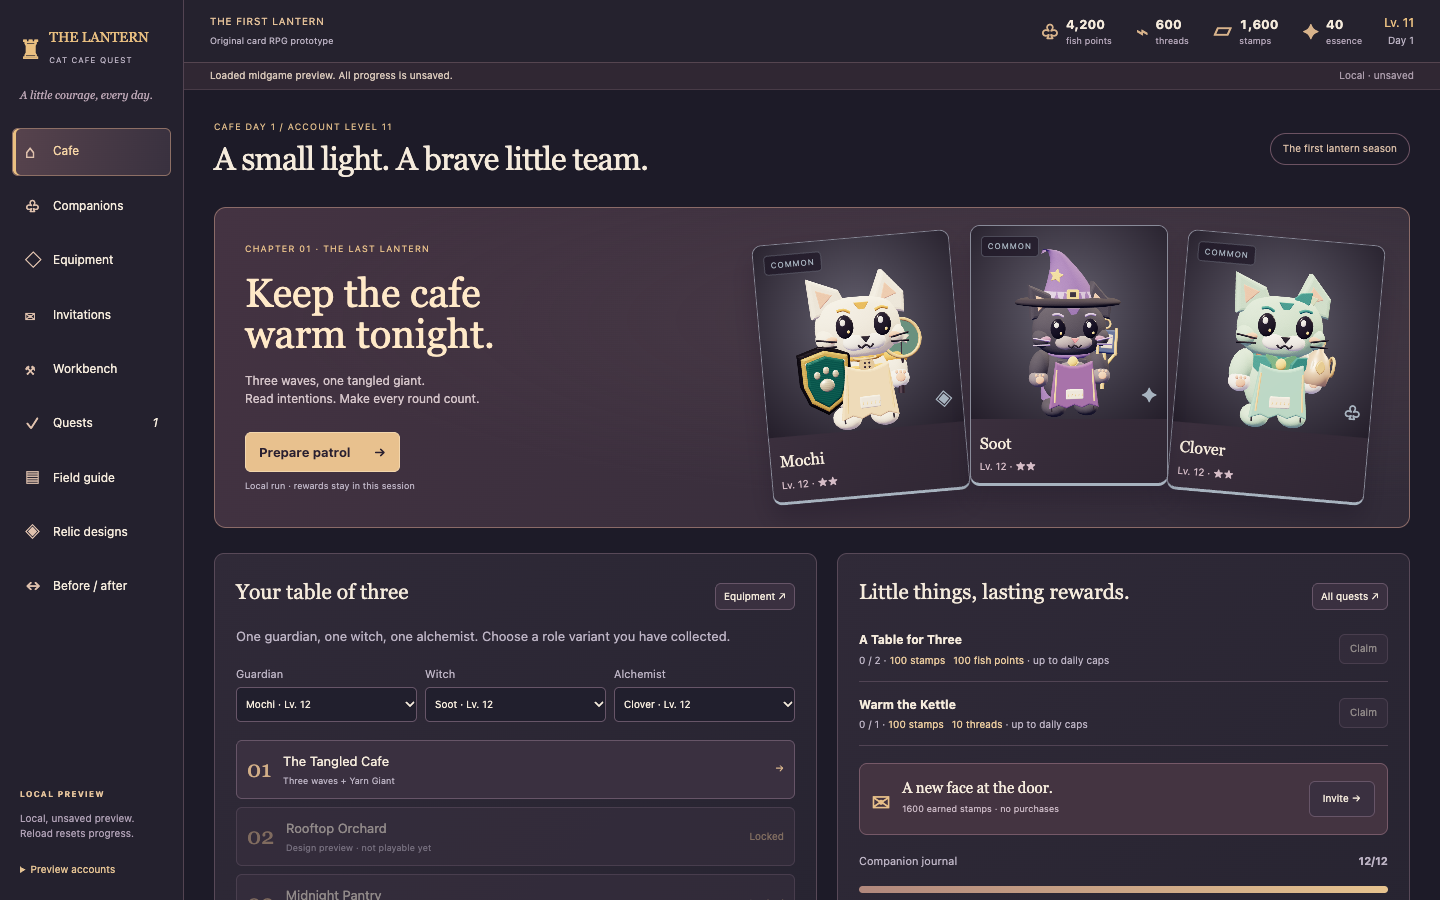 THE LANTERN
CAT CAFE QUEST
A little courage, every day.
Cafe
Companions
Equipment
Invitations
Workbench
Quests 1
Field guide
Relic designs
Before / after
LOCAL PREVIEW
Local, unsaved preview.
Reload resets progress.
Preview accounts
THE FIRST LANTERN
Original card RPG prototype
4,200
fish points
600
threads
1,600
stamps
40
essence
Lv. 11
Day 1
Loaded midgame preview. All progress is unsaved.
Local · unsaved
CAFE DAY 1 / ACCOUNT LEVEL 11
A small light. A brave little team.
The first lantern season
CHAPTER 01 · THE LAST LANTERN
Keep the cafe
warm tonight.
Three waves, one tangled giant.
Read intentions. Make every round count.
Prepare patrol →
Local run · rewards stay in this session
COMMON
Mochi
Lv. 12 · ★★
COMMON
Soot
Lv. 12 · ★★
COMMON
Clover
Lv. 12 · ★★
Your table of three
Equipment ↗
One guardian, one witch, one alchemist. Choose a role variant you have collected.
Guardian
Mochi · Lv. 12
Witch
Soot · Lv. 12
Alchemist
Clover · Lv. 12
01
The Tangled Cafe
Three waves + Yarn Giant
→
02
Rooftop Orchard
Design preview · not playable yet
Locked
Midnight Pantry
Little things, lasting rewards.
All quests ↗
A Table for Three
0 / 2 · 100 stamps 100 fish points · up to daily caps
Claim
Warm the Kettle
0 / 1 · 100 stamps 10 threads · up to daily caps
Claim
A new face at the door.
1600 earned stamps · no purchases
Invite →
Companion journal
12/12